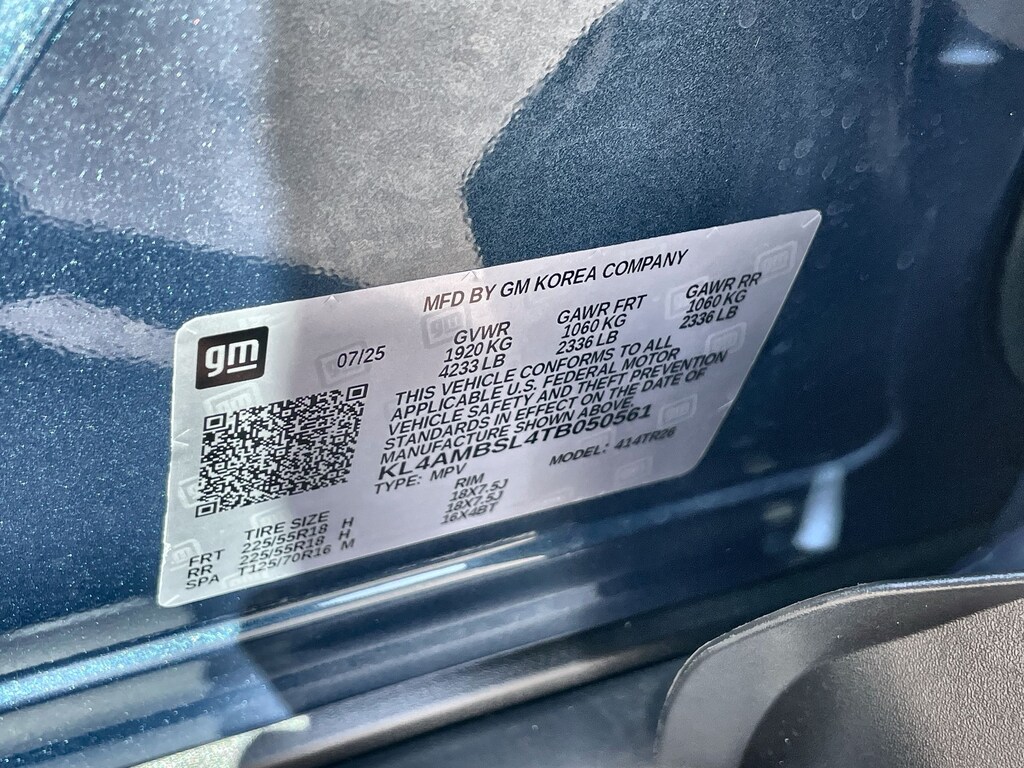 MFD BY GM KOREA COMPANY
gm
07/25
GVWR
1920 KG
4233 LB
GAWR FRT
1060 KG
2336 LB
GAWR RR
1060 KG
2336 LB
THIS VEHICLE CONFORMS TO ALL
APPLICABLE U.S. FEDERAL MOTOR
VEHICLE SAFETY AND THEFT PREVENTION
STANDARDS IN EFFECT ON THE DATE OF
MANUFACTURE SHOWN ABOVE
KL4AMBSL4TB050561
TYPE: MPV
MODEL: 414TR26
TIRE SIZE
RIM
FRT 225/55R18 H 18X7.5J
RR 225/55R18 H 18X7.5J
SPA T125/70R16 M 16X4BT